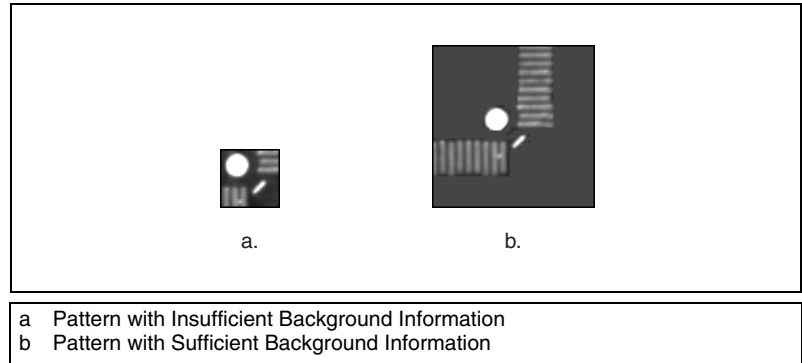 a.
b.
a Pattern with Insufficient Background Information
b Pattern with Sufficient Background Information